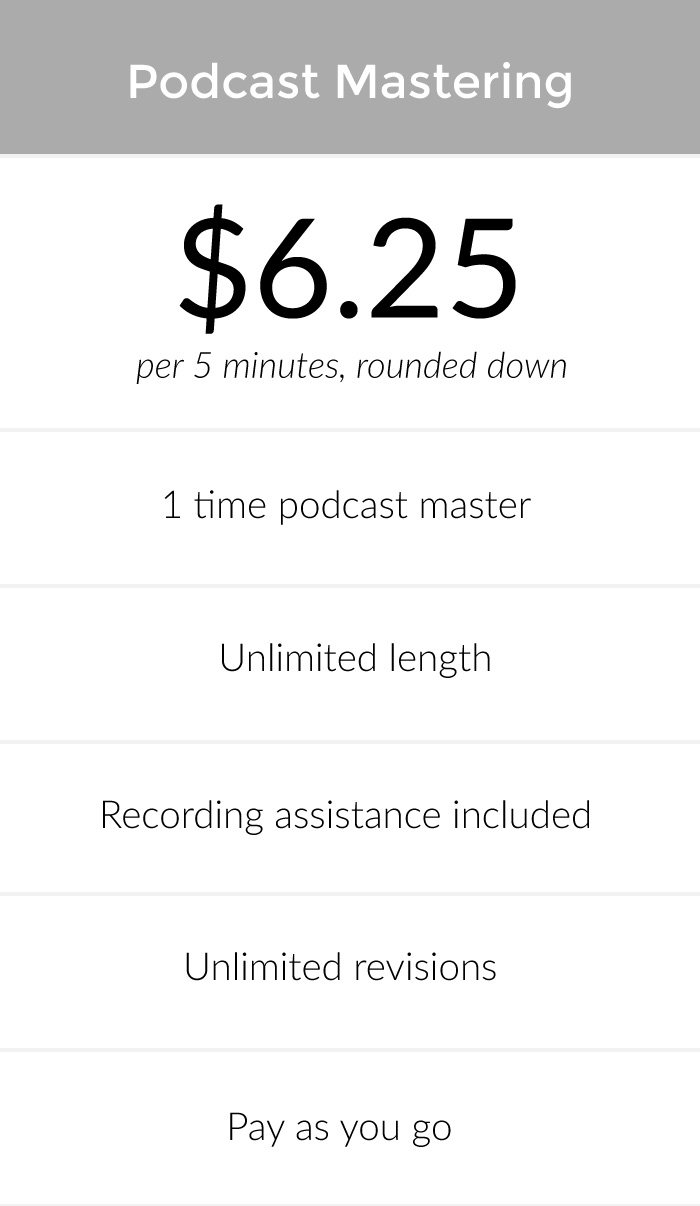 Podcast Mastering
$6.25
per 5 minutes, rounded down
1 time podcast master
Unlimited length
Recording assistance included
Unlimited revisions
Pay as you go